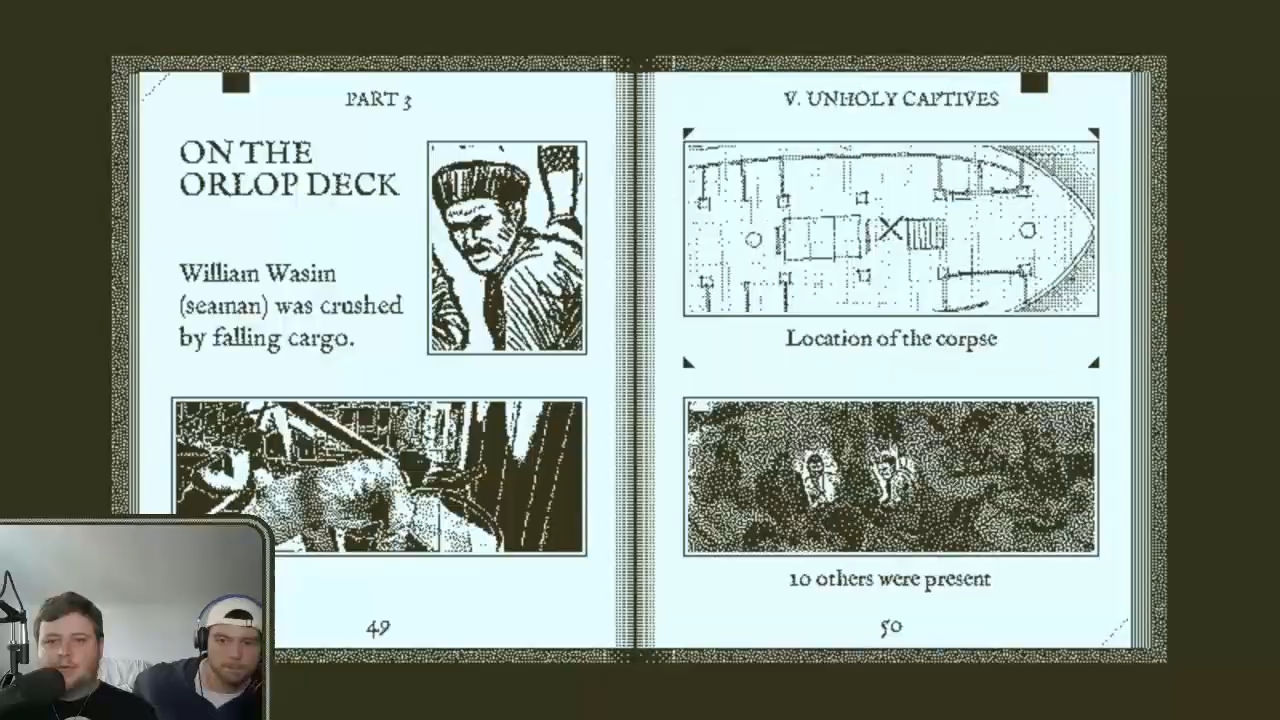 PART 3
ON THE
ORLOP DECK
William Wasim
(seaman) was crushed
by falling cargo.
49
V. UNHOLY CAPTIVES
Location of the corpse
10 others were present
50